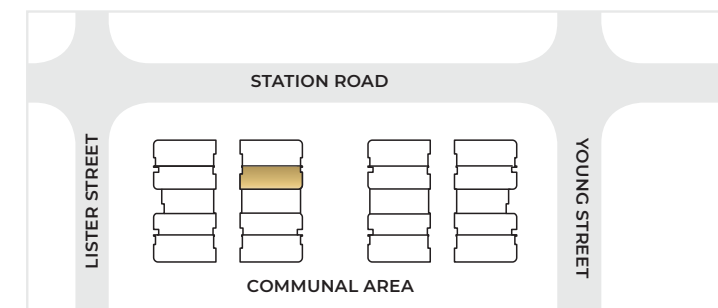 STATION ROAD
LISTER STREET
YOUNG STREET
COMMUNAL AREA